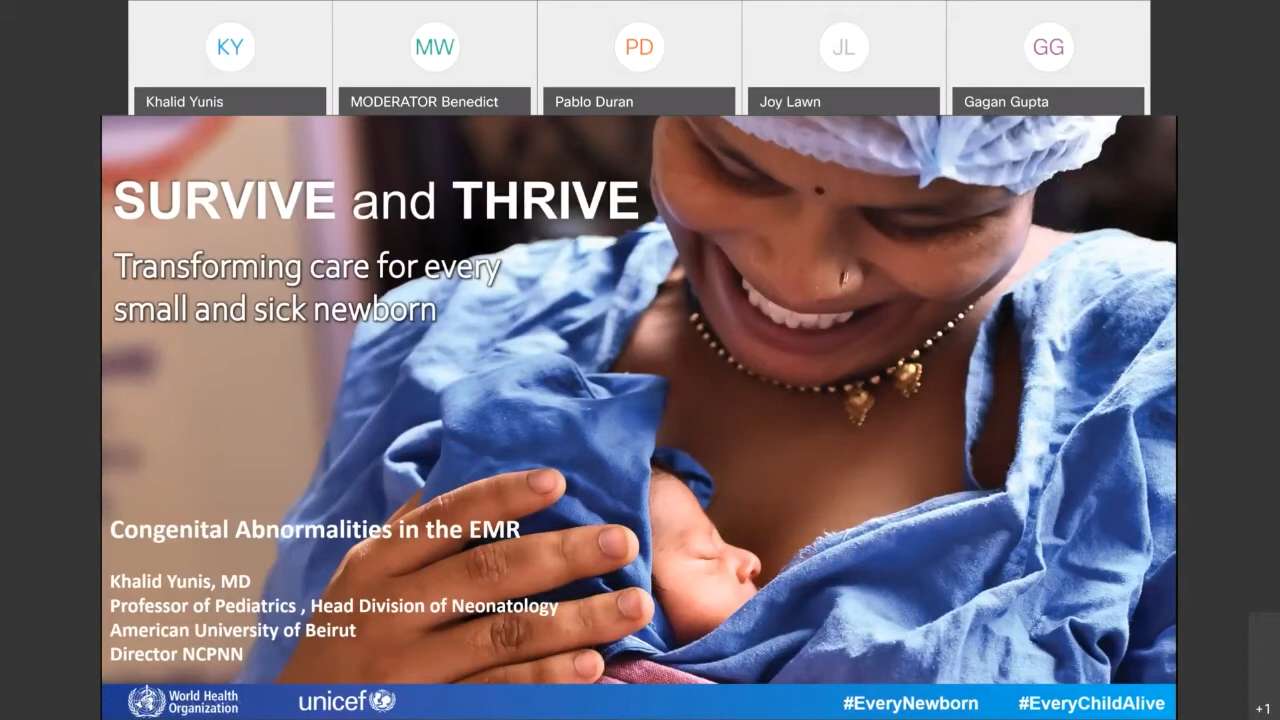 KY
MW
PD
JL
GG
Khalid Yunis
MODERATOR Benedict
Pablo Duran
Joy Lawn
Gagan Gupta
SURVIVE and THRIVE
Transforming care for every
small and sick newborn
Congenital Abnormalities in the EMR
Khalid Yunis, MD
Professor of Pediatrics , Head Division of Neonatology
American University of Beirut
Director NCPNN
World Health
Organization
unicef
#EveryNewborn
#EveryChildAlive
+1